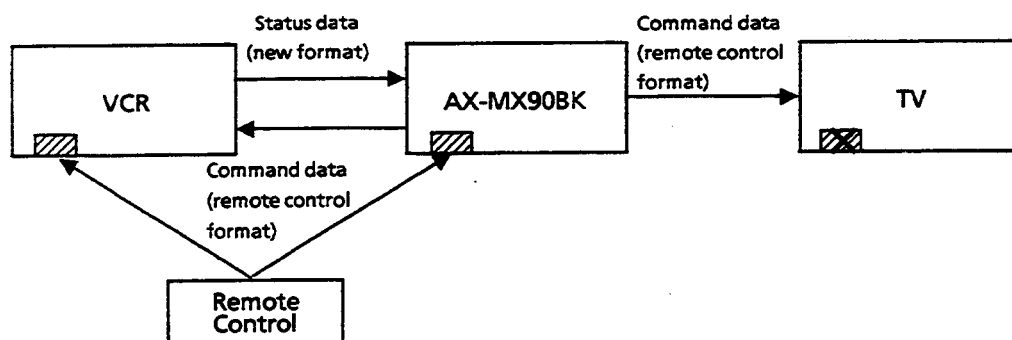 Status data
(new format)
Command data
(remote control
format)
VCR
AX-MX90BK
TV
Command data
(remote control
format)
Remote
Control